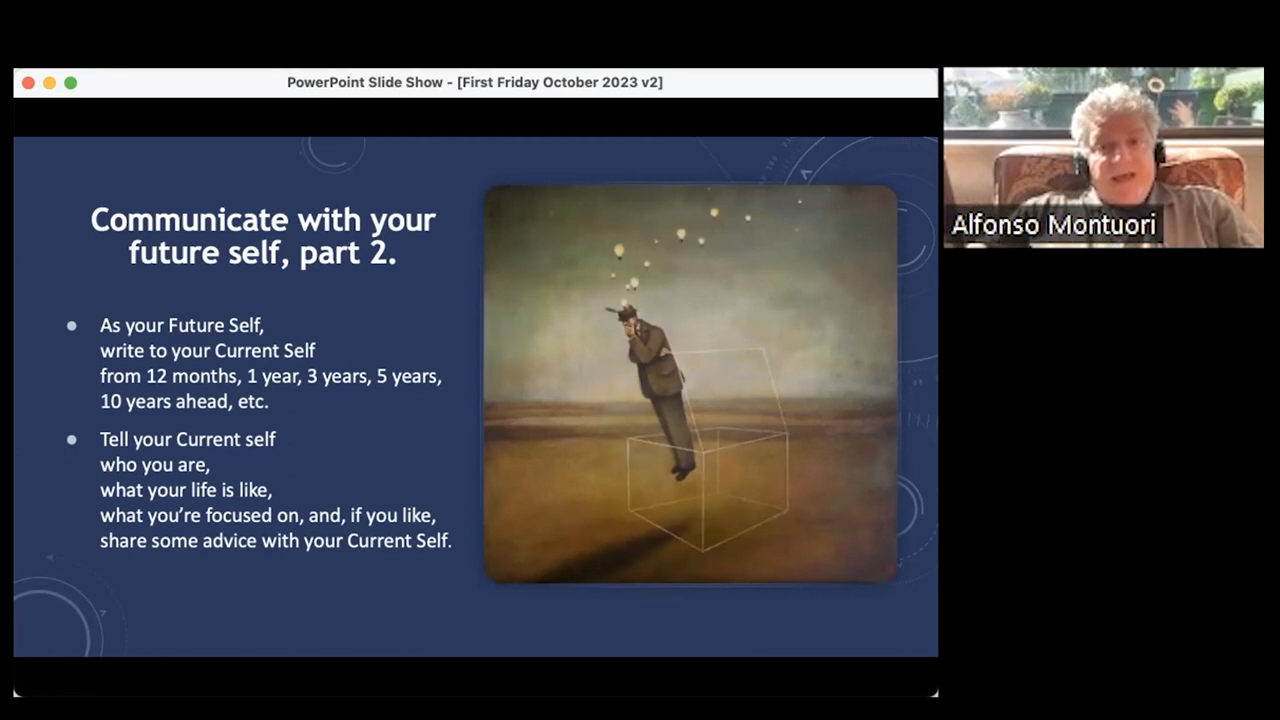 PowerPoint Slide Show - [First Friday October 2023 v2]
Communicate with your
future self, part 2.
As your Future Self,
write to your Current Self
from 12 months, 1 year, 3 years, 5 years,
10 years ahead, etc.
Tell your Current self
who you are,
what your life is like,
what you’re focused on, and, if you like,
share some advice with your Current Self.
Alfonso Montuori